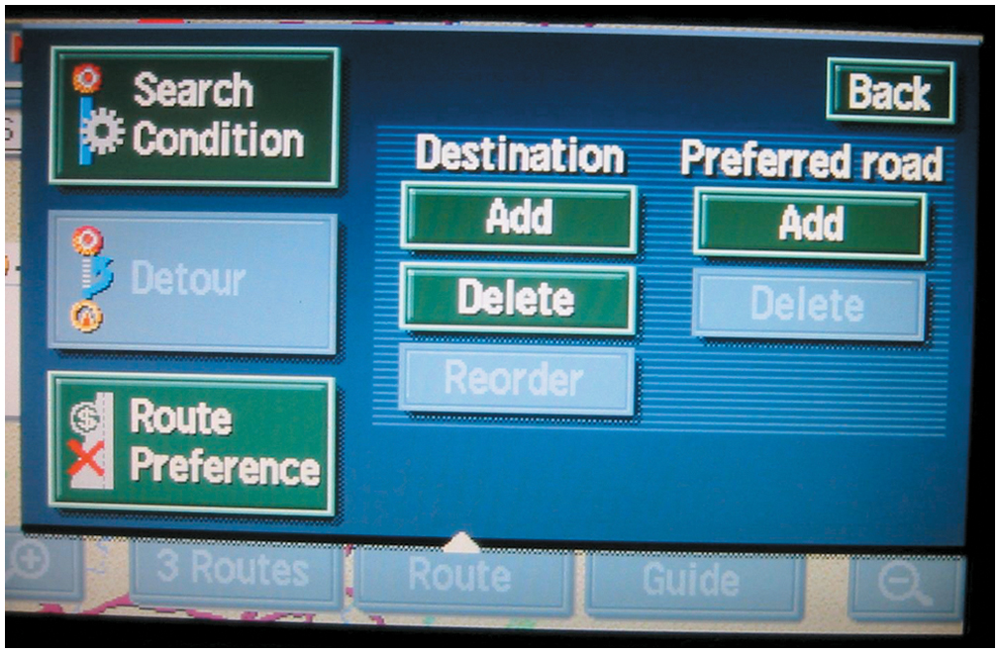 Search
Condition
Back
Destination
Preferred road
Add
Add
Detour
Delete
Delete
Reorder
Route
Preference
$
3 Routes
Route
Guide